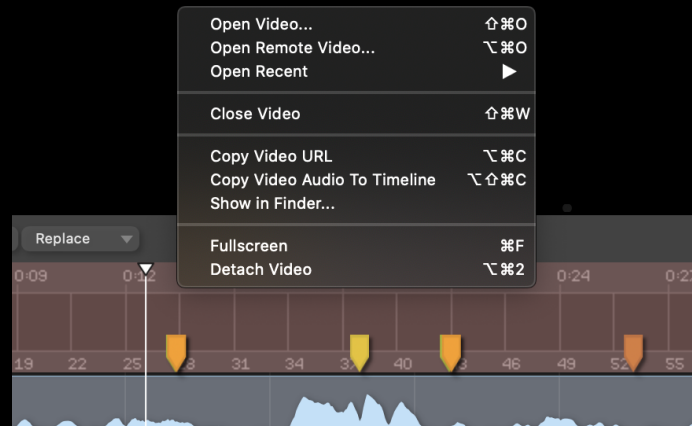 Open Video... ⇧⌘O
Open Remote Video... ⌥⌘O
Open Recent ▶
Close Video ⇧⌘W
Copy Video URL ⌥⌘C
Copy Video Audio To Timeline ⌥⇧⌘C
Show in Finder...
Fullscreen ⌘F
Detach Video ⌥⌘2
Replace
0:09 0:12 0:24
19 22 25 31 34 40 46 49 55